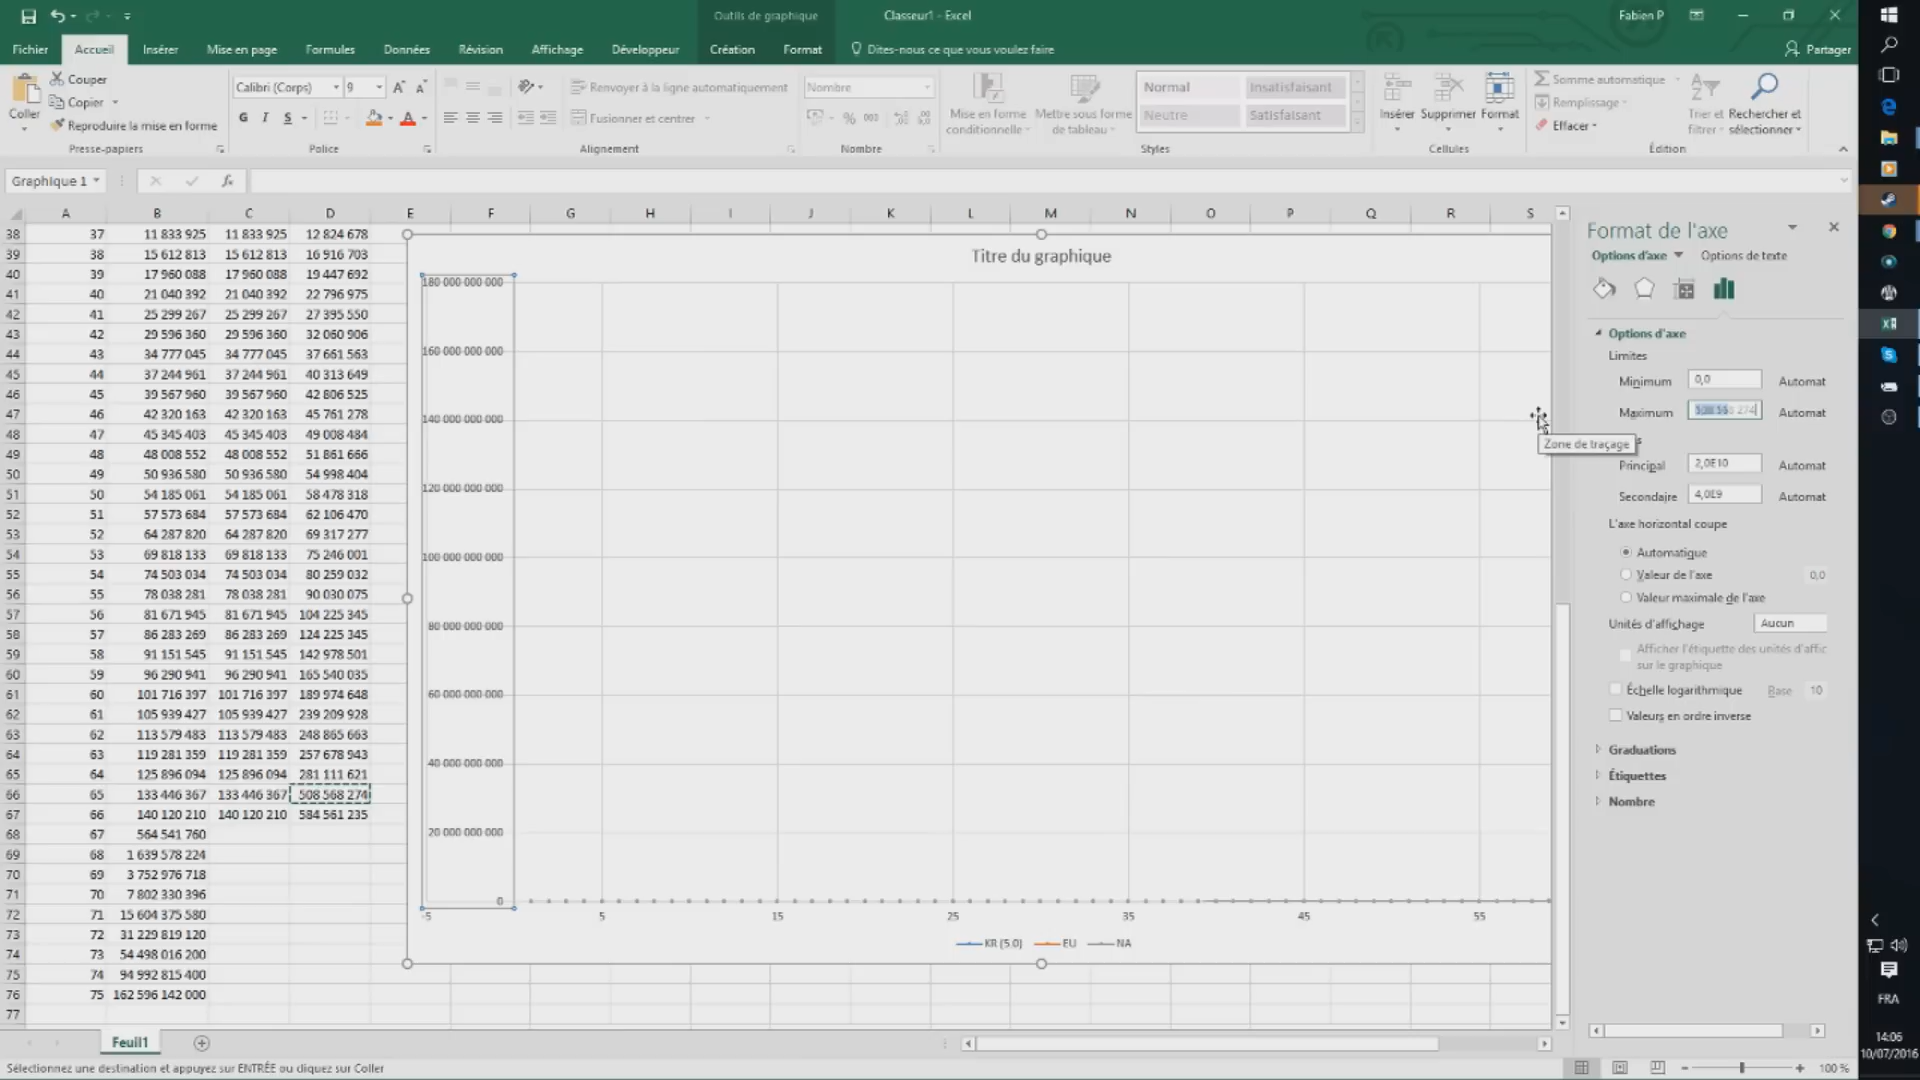 Outils de graphique
Classeur1 - Excel
Fabien P
Fichier
Accueil
Insérer
Mise en page
Formules
Données
Révision
Affichage
Développeur
Création
Format
Dites-nous ce que vous voulez faire
Partager
Coller
Couper
Copier
Reproduire la mise en forme
Presse-papiers
Calibri (Corps) 9
G I S
Police
Renvoyer à la ligne automatiquement
Fusionner et centrer
Alignement
Nombre
% 000
Nombre
Mise en forme conditionnelle
Mettre sous forme de tableau
Normal
Insatisfaisant
Neutre
Satisfaisant
Styles
Insérer
Supprimer
Format
Cellules
Somme automatique
Remplissage
Effacer
Trier et filtrer
Rechercher et sélectionner
Édition
Graphique 1
fx
A B C D E F G H I J K L M N O P Q R S
38 37 11 833 925 11 833 925 12 824 678
39 38 15 612 813 15 612 813 16 916 703
40 39 17 960 088 17 960 088 19 447 692
41 40 21 040 392 21 040 392 22 796 975
42 41 25 299 267 25 299 267 27 395 550
43 42 29 596 360 29 596 360 32 060 906
44 43 34 777 045 34 777 045 37 661 563
45 44 37 244 961 37 244 961 40 313 649
46 45 39 567 960 39 567 960 42 806 525
47 46 42 320 163 42 320 163 45 761 278
48 47 45 345 403 45 345 403 49 008 484
49 48 48 008 552 48 008 552 51 861 666
50 49 50 936 580 50 936 580 54 998 404
51 50 54 185 061 54 185 061 58 478 318
52 51 57 573 684 57 573 684 62 106 470
53 52 64 287 820 64 287 820 69 317 277
54 53 69 818 133 69 818 133 75 246 001
55 54 74 503 034 74 503 034 80 259 032
56 55 78 038 281 78 038 281 90 030 075
57 56 81 671 945 81 671 945 104 225 345
58 57 86 283 269 86 283 269 124 225 345
59 58 91 151 545 91 151 545 142 978 501
60 59 96 290 941 96 290 941 165 540 035
61 60 101 716 397 101 716 397 189 974 648
62 61 105 939 427 105 939 427 239 209 928
63 62 113 579 483 113 579 483 248 865 663
64 63 119 281 359 119 281 359 257 678 943
65 64 125 896 094 125 896 094 281 111 621
66 65 133 446 367 133 446 367 508 568 274
67 66 140 120 210 140 120 210 584 561 235
68 67 564 541 760
69 68 1 639 578 224
70 69 3 752 976 718
71 70 7 802 330 396
72 71 15 604 375 580
73 72 31 229 819 120
74 73 54 498 016 200
75 74 94 992 815 400
76 75 162 596 142 000
77
Titre du graphique
180 000 000 000
160 000 000 000
140 000 000 000
120 000 000 000
100 000 000 000
80 000 000 000
60 000 000 000
40 000 000 000
20 000 000 000
0
-5 5 15 25 35 45 55
KR (5.0) EU NA
Zone de traçage
Format de l'axe
Options d'axe
Options de texte
Options d'axe
Limites
Minimum 0,0 Automat
Maximum 508 568 274 Automat
Principal 2,0E10 Automat
Secondaire 4,0E9 Automat
L'axe horizontal coupe
Automatique
Valeur de l'axe 0,0
Valeur maximale de l'axe
Unités d'affichage Aucun
Afficher l'étiquette des unités d'affic
sur le graphique
Échelle logarithmique Base 10
Valeurs en ordre inverse
Graduations
Étiquettes
Nombre
Feuil1
Sélectionnez une destination et appuyez sur ENTRÉE ou cliquez sur Coller
100 %
FRA
14:06
10/07/2016